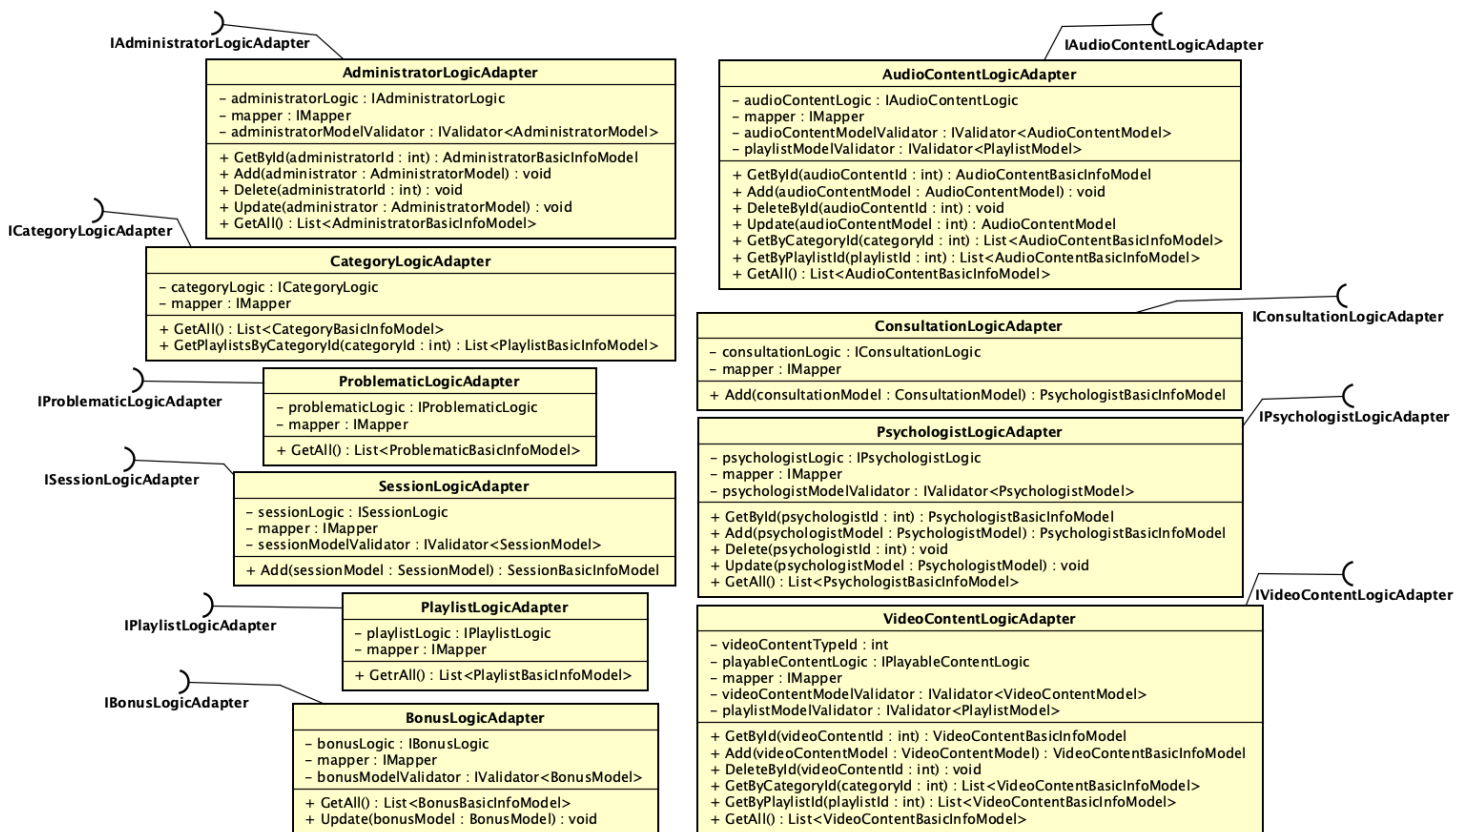 IAdministratorLogicAdapter
AdministratorLogicAdapter
– administratorLogic : IAdministratorLogic
– mapper : IMapper
– administratorModelValidator : IValidator<AdministratorModel>
+ GetById(administratorId : int) : AdministratorBasicInfoModel
+ Add(administrator : AdministratorModel) : void
+ Delete(administratorId : int) : void
+ Update(administrator : AdministratorModel) : void
+ GetAll() : List<AdministratorBasicInfoModel>
ICategoryLogicAdapter
CategoryLogicAdapter
– categoryLogic : ICategoryLogic
– mapper : IMapper
+ GetAll() : List<CategoryBasicInfoModel>
+ GetPlaylistsByCategoryId(categoryId : int) : List<PlaylistBasicInfoModel>
IProblematicLogicAdapter
ProblematicLogicAdapter
– problematicLogic : IProblematicLogic
– mapper : IMapper
+ GetAll() : List<ProblematicBasicInfoModel>
ISessionLogicAdapter
SessionLogicAdapter
– sessionLogic : ISessionLogic
– mapper : IMapper
– sessionModelValidator : IValidator<SessionModel>
+ Add(sessionModel : SessionModel) : SessionBasicInfoModel
IPlaylistLogicAdapter
PlaylistLogicAdapter
– playlistLogic : IPlaylistLogic
– mapper : IMapper
+ GetrAll() : List<PlaylistBasicInfoModel>
IBonusLogicAdapter
BonusLogicAdapter
– bonusLogic : IBonusLogic
– mapper : IMapper
– bonusModelValidator : IValidator<BonusModel>
+ GetAll() : List<BonusBasicInfoModel>
+ Update(bonusModel : BonusModel) : void
IAudioContentLogicAdapter
AudioContentLogicAdapter
– audioContentLogic : IAudioContentLogic
– mapper : IMapper
– audioContentModelValidator : IValidator<AudioContentModel>
– playlistModelValidator : IValidator<PlaylistModel>
+ GetById(audioContentId : int) : AudioContentBasicInfoModel
+ Add(audioContentModel : AudioContentModel) : void
+ DeleteById(audioContentId : int) : void
+ Update(audioContentModel : int) : AudioContentModel
+ GetByCategoryId(categoryId : int) : List<AudioContentBasicInfoModel>
+ GetByPlaylistId(playlistId : int) : List<AudioContentBasicInfoModel>
+ GetAll() : List<AudioContentBasicInfoModel>
IConsultationLogicAdapter
ConsultationLogicAdapter
– consultationLogic : IConsultationLogic
– mapper : IMapper
+ Add(consultationModel : ConsultationModel) : PsychologistBasicInfoModel
IPsychologistLogicAdapter
PsychologistLogicAdapter
– psychologistLogic : IPsychologistLogic
– mapper : IMapper
– psychologistModelValidator : IValidator<PsychologistModel>
+ GetById(psychologistId : int) : PsychologistBasicInfoModel
+ Add(psychologistModel : PsychologistModel) : PsychologistBasicInfoModel
+ Delete(psychologistId : int) : void
+ Update(psychologistModel : PsychologistModel) : void
+ GetAll() : List<PsychologistBasicInfoModel>
IVideoContentLogicAdapter
VideoContentLogicAdapter
– videoContentTypeId : int
– playableContentLogic : IPlayableContentLogic
– mapper : IMapper
– videoContentModelValidator : IValidator<VideoContentModel>
– playlistModelValidator : IValidator<PlaylistModel>
+ GetById(videoContentId : int) : VideoContentBasicInfoModel
+ Add(videoContentModel : VideoContentModel) : VideoContentBasicInfoModel
+ DeleteById(videoContentId : int) : void
+ GetByCategoryId(categoryId : int) : List<VideoContentBasicInfoModel>
+ GetByPlaylistId(playlistId : int) : List<VideoContentBasicInfoModel>
+ GetAll() : List<VideoContentBasicInfoModel>